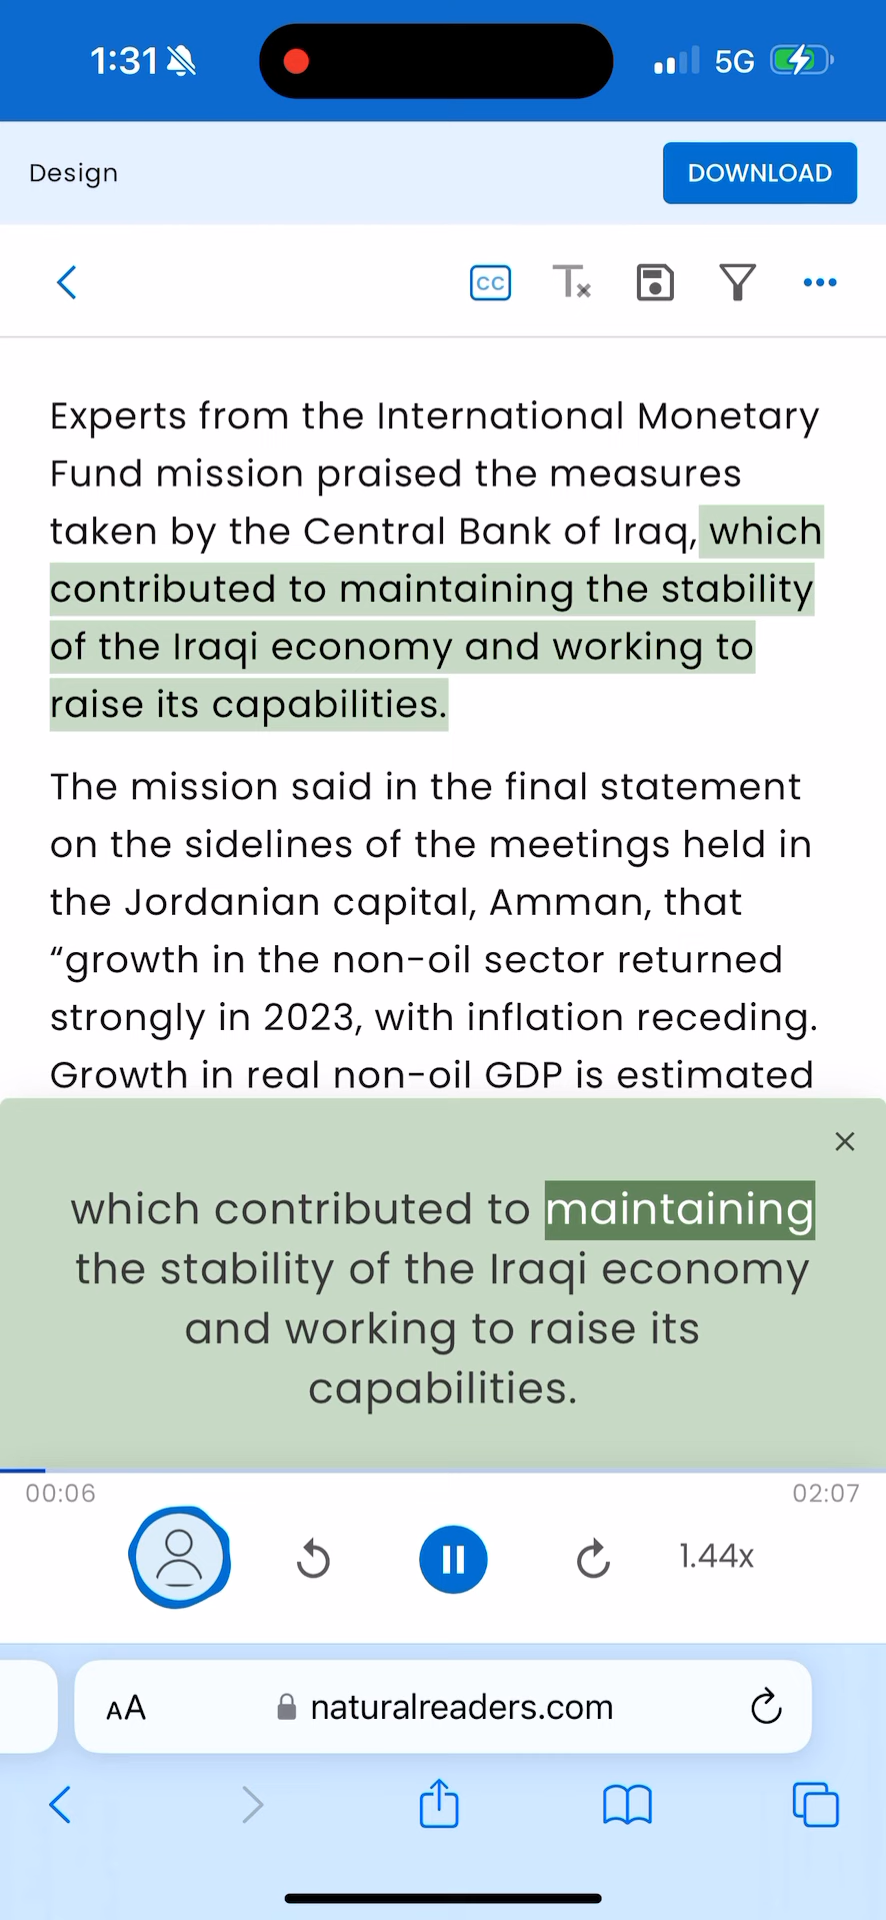 1:31
5G
Design
DOWNLOAD
CC
Tx
Experts from the International Monetary
Fund mission praised the measures
taken by the Central Bank of Iraq, which
contributed to maintaining the stability
of the Iraqi economy and working to
raise its capabilities.
The mission said in the final statement
on the sidelines of the meetings held in
the Jordanian capital, Amman, that
“growth in the non-oil sector returned
strongly in 2023, with inflation receding.
Growth in real non-oil GDP is estimated
which contributed to maintaining
the stability of the Iraqi economy
and working to raise its
capabilities.
00:06
02:07
1.44x
AA
naturalreaders.com